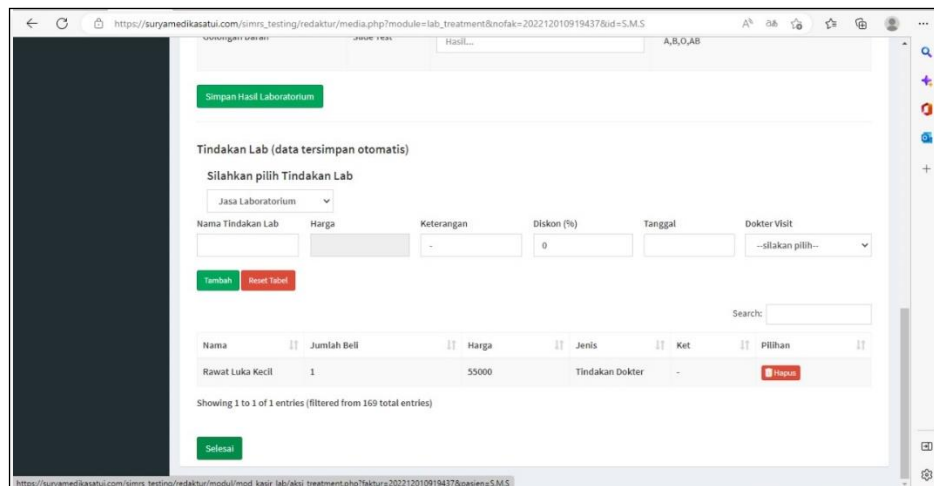 https://suryamedikasatui.com/simrs_testing/redaktur/media.php?module=lab_treatment&nofak=202212010919437&id=S.M.S
Golongan Darah Slide Test Hasil... A,B,O,AB
Simpan Hasil Laboratorium
Tindakan Lab (data tersimpan otomatis)
Silahkan pilih Tindakan Lab
Jasa Laboratorium
Nama Tindakan Lab Harga Keterangan Diskon (%) Tanggal Dokter Visit
- 0 --silakan pilih--
Tambah Reset Tabel
Search:
Nama Jumlah Beli Harga Jenis Ket Pilihan
Rawat Luka Kecil 1 55000 Tindakan Dokter - Hapus
Showing 1 to 1 of 1 entries (filtered from 169 total entries)
Selesai
https://suryamedikasatui.com/simrs_testing/redaktur/modul/mod_kasir_lab/aksi_treatment.php?faktur=202212010919437&pasien=S.M.S